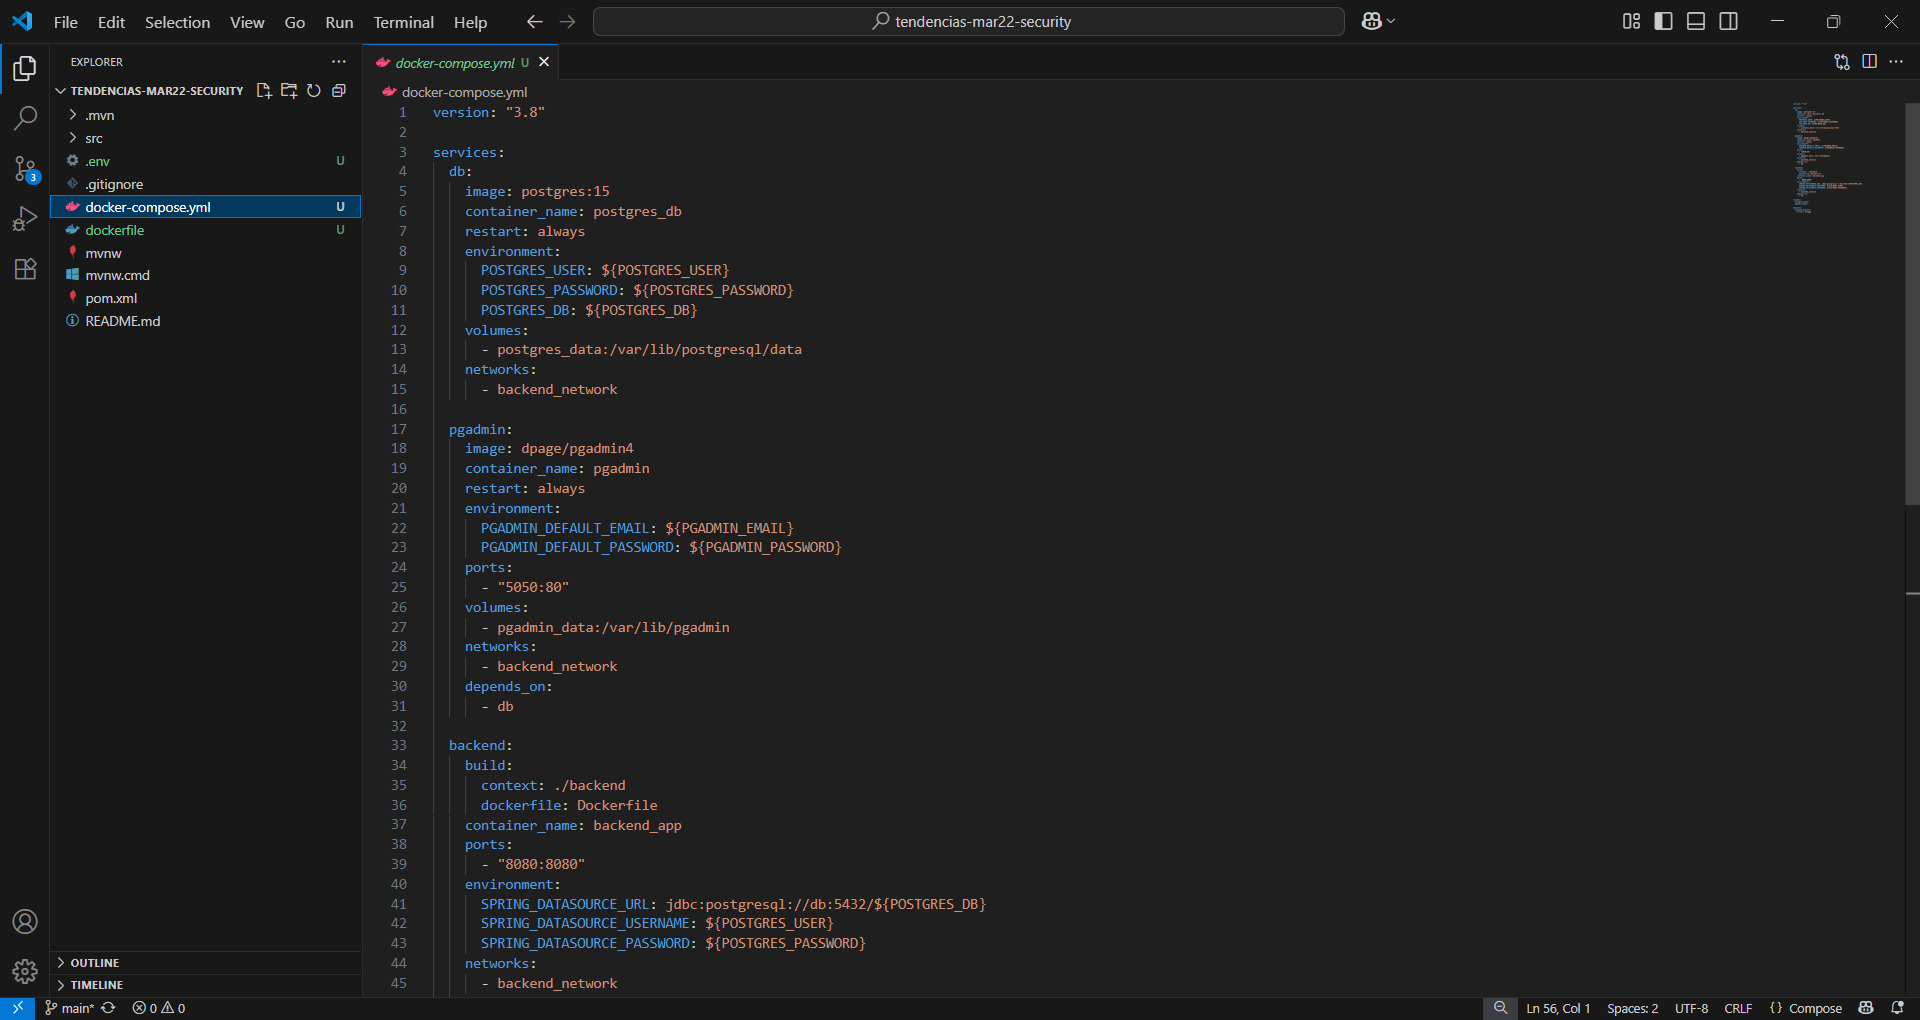 File Edit Selection View Go Run Terminal Help
tendencias-mar22-security
EXPLORER
docker-compose.yml U
TENDENCIAS-MAR22-SECURITY
docker-compose.yml
.mvn
src
.env U
.gitignore
docker-compose.yml U
dockerfile U
mvnw
mvnw.cmd
pom.xml
README.md
3
1 version: "3.8"
2
3 services:
4 db:
5 image: postgres:15
6 container_name: postgres_db
7 restart: always
8 environment:
9 POSTGRES_USER: ${POSTGRES_USER}
10 POSTGRES_PASSWORD: ${POSTGRES_PASSWORD}
11 POSTGRES_DB: ${POSTGRES_DB}
12 volumes:
13 - postgres_data:/var/lib/postgresql/data
14 networks:
15 - backend_network
16
17 pgadmin:
18 image: dpage/pgadmin4
19 container_name: pgadmin
20 restart: always
21 environment:
22 PGADMIN_DEFAULT_EMAIL: ${PGADMIN_EMAIL}
23 PGADMIN_DEFAULT_PASSWORD: ${PGADMIN_PASSWORD}
24 ports:
25 - "5050:80"
26 volumes:
27 - pgadmin_data:/var/lib/pgadmin
28 networks:
29 - backend_network
30 depends_on:
31 - db
32
33 backend:
34 build:
35 context: ./backend
36 dockerfile: Dockerfile
37 container_name: backend_app
38 ports:
39 - "8080:8080"
40 environment:
41 SPRING_DATASOURCE_URL: jdbc:postgresql://db:5432/${POSTGRES_DB}
42 SPRING_DATASOURCE_USERNAME: ${POSTGRES_USER}
43 SPRING_DATASOURCE_PASSWORD: ${POSTGRES_PASSWORD}
44 networks:
45 - backend_network
OUTLINE
TIMELINE
main* 0 0
Ln 56, Col 1 Spaces: 2 UTF-8 CRLF {} Compose